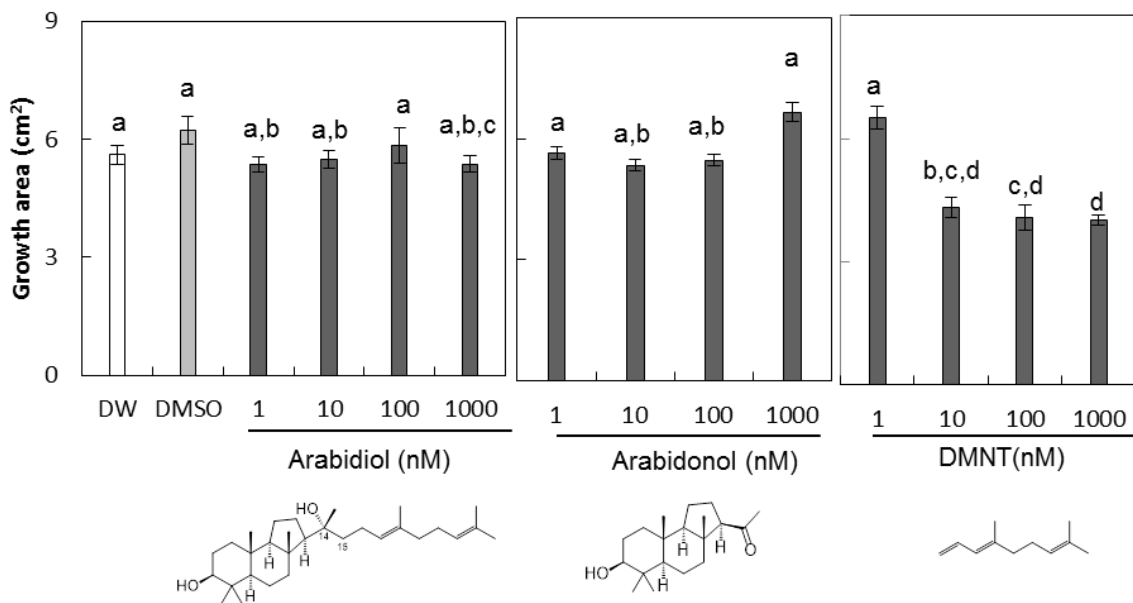 Growth area (cm²)
9
6
3
0
a
a
a,b
a,b
a
a,b,c
a
a,b
a,b
a
a
b,c,d
c,d
d
DW DMSO 1 10 100 1000
1 10 100 1000
1 10 100 1000
Arabidiol (nM)
Arabidonol (nM)
DMNT(nM)
HO
14
15
H
H
HO
H
O
H
HO
H